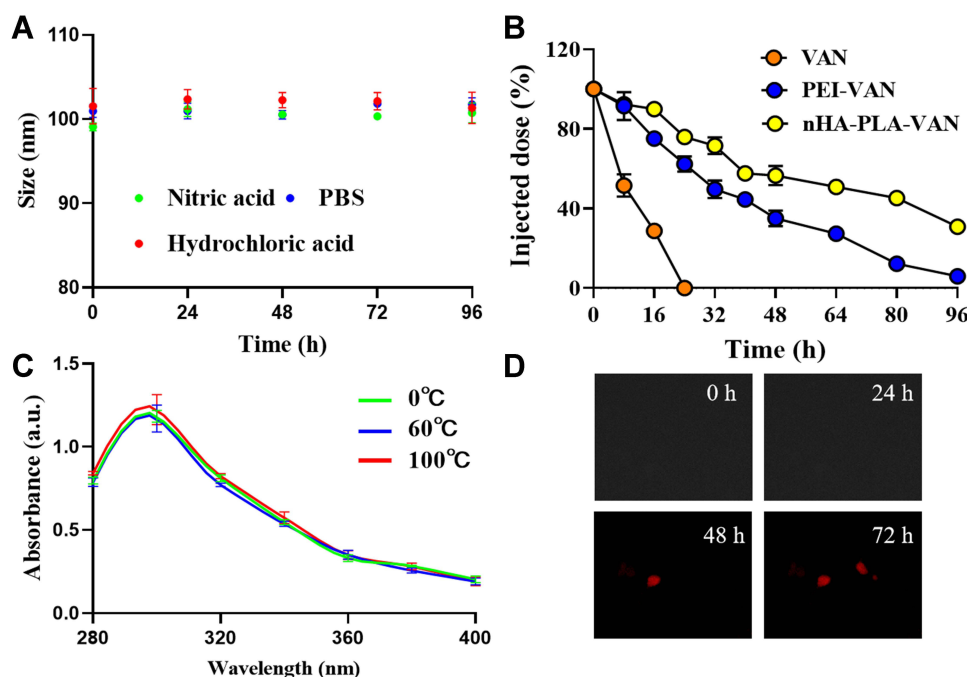 A
Size (nm)
110
100
90
80
0
24
48
72
96
Time (h)
Nitric acid
PBS
Hydrochloric acid
B
Injected dose (%)
120
80
40
0
0
16
32
48
64
80
96
Time (h)
VAN
PEI-VAN
nHA-PLA-VAN
C
Absorbance (a.u.)
1.5
1.0
0.5
0.0
280
320
360
400
Wavelength (nm)
0℃
60℃
100℃
D
0 h
24 h
48 h
72 h